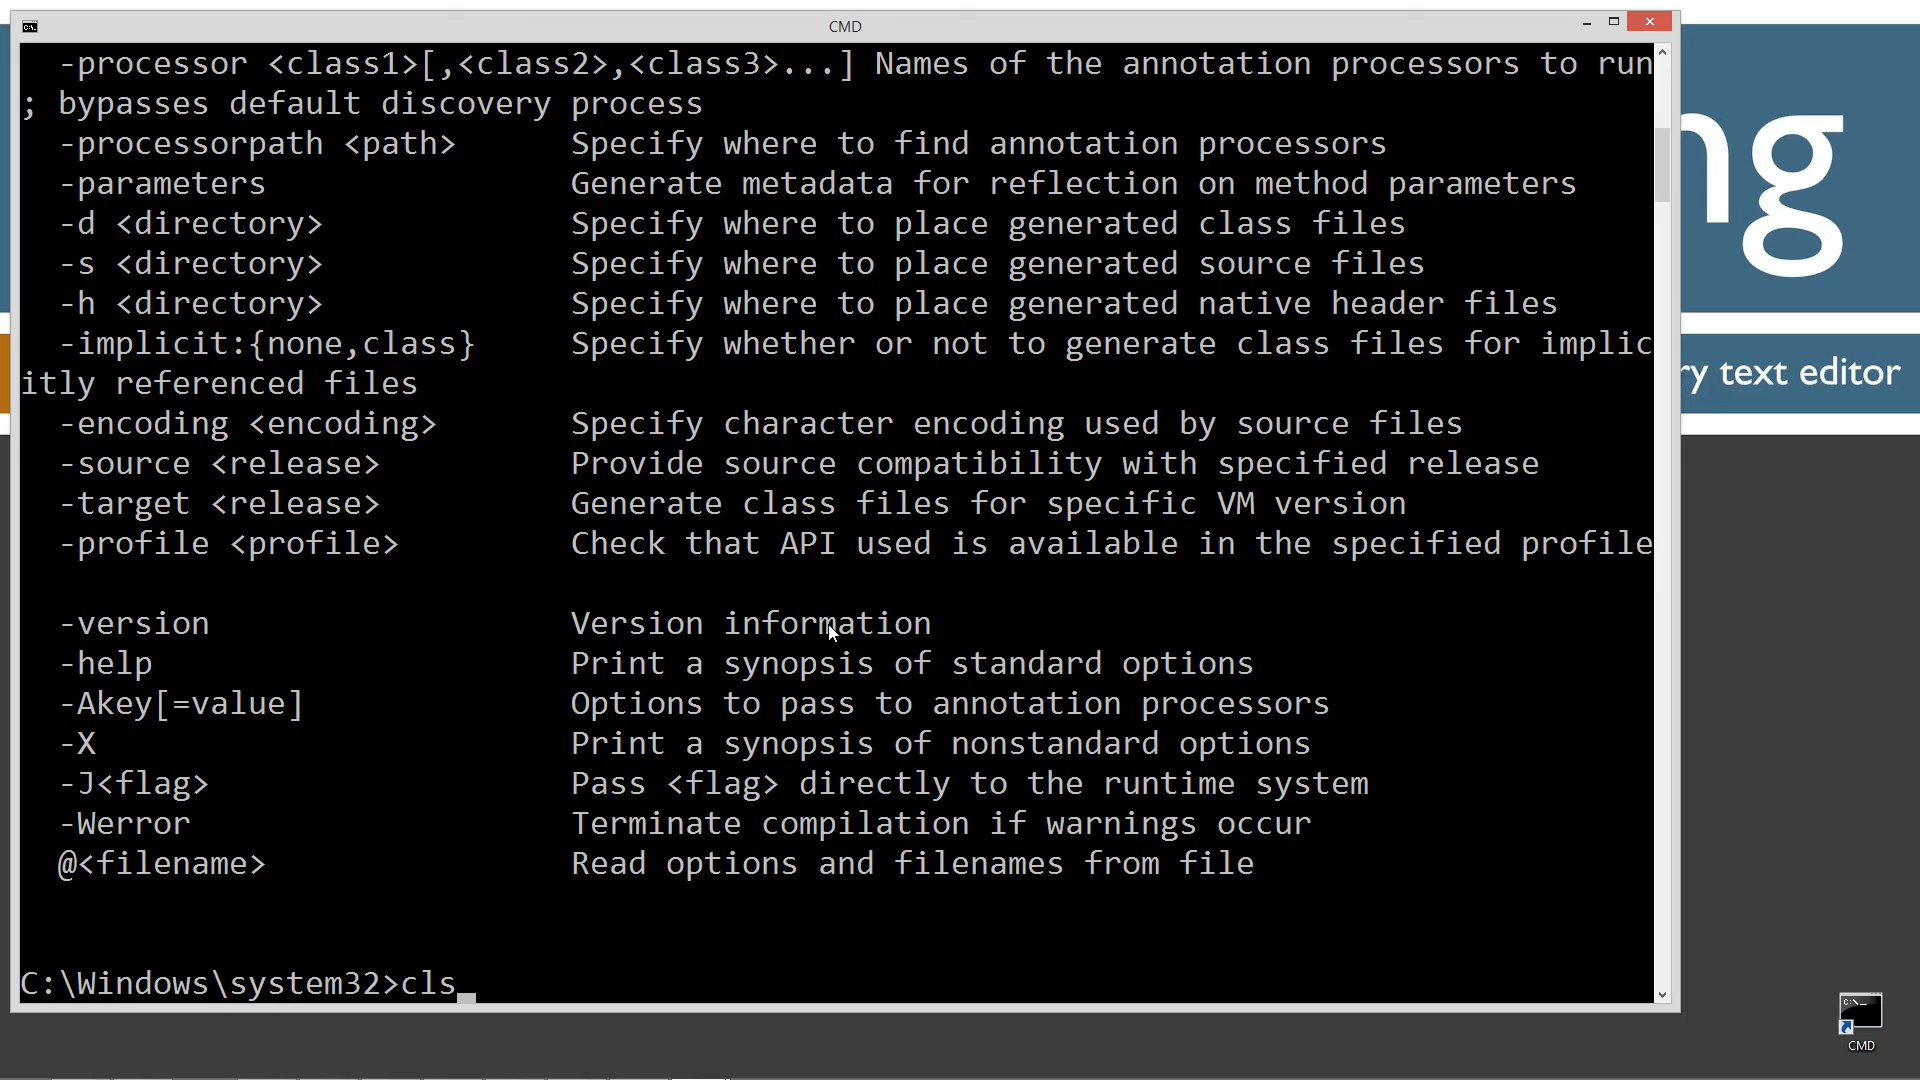 CMD
-processor <class1>[,<class2>,<class3>...] Names of the annotation processors to run
; bypasses default discovery process
-processorpath <path> Specify where to find annotation processors
-parameters Generate metadata for reflection on method parameters
-d <directory> Specify where to place generated class files
-s <directory> Specify where to place generated source files
-h <directory> Specify where to place generated native header files
-implicit:{none,class} Specify whether or not to generate class files for implic
itly referenced files
-encoding <encoding> Specify character encoding used by source files
-source <release> Provide source compatibility with specified release
-target <release> Generate class files for specific VM version
-profile <profile> Check that API used is available in the specified profile
-version Version information
-help Print a synopsis of standard options
-Akey[=value] Options to pass to annotation processors
-X Print a synopsis of nonstandard options
-J<flag> Pass <flag> directly to the runtime system
-Werror Terminate compilation if warnings occur
@<filename> Read options and filenames from file
C:\Windows\system32>cls
ng
ry text editor
CMD